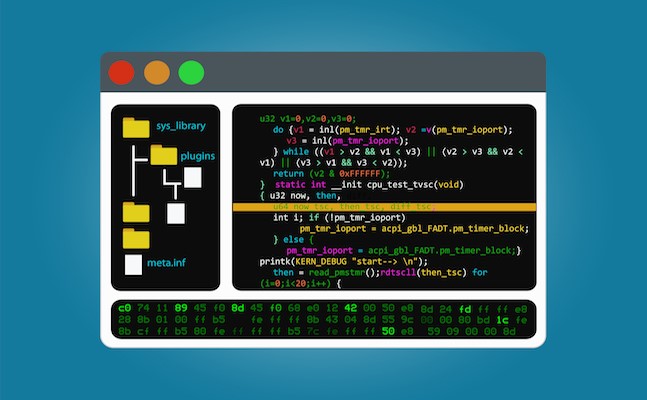 sys_library
plugins
meta.inf
u32 v1=0,v2=0,v3=0;
do {v1 = inl(pm_tmr_irt); v2 =v(pm_tmr_ioport);
v3 = inl(pm_tmr_ioport);
} while ((v1 > v2 && v1 < v3) || (v2 > v3 && v2 <
v1) || (v3 > v1 && v3 < v2));
return (v2 & 0xFFFFFF);
} static int __init cpu_test_tvsc(void)
{ u32 now, then,
u64 now_tsc, then_tsc, diff_tsc;
int i; if (!pm_tmr_ioport)
pm_tmr_ioport = acpi_gbl_FADT.pm_timer_block;
} else {
pm_tmr_ioport = acpi_gbl_FADT.pm_timer_block;}
printk(KERN_DEBUG "start--> \n");
then = read_pmstmr();rdtscll(then_tsc) for
(i=0;i<20;i++) {
c0 74 11 89 45 f0 8d 45 f0 68 e0 12 42 00 50 e8 8d 24 fd ff ff e8
28 8b 01 00 ff b5 fe ff ff 8b 43 04 8d 55 9c 00 00 80 bd 1c fe
8b cf ff b5 80 fe ff ff ff b5 7c fe ff ff 50 e8 59 09 00 00 8d